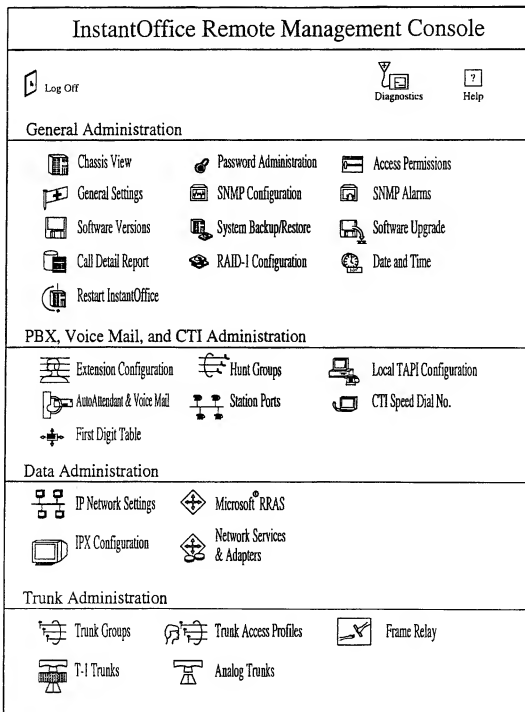 InstantOffice Remote Management Console
Log Off
Diagnostics
?
Help
General Administration
Chassis View
Password Administration
Access Permissions
General Settings
SNMP Configuration
SNMP Alarms
Software Versions
System Backup/Restore
Software Upgrade
Call Detail Report
RAID-1 Configuration
Date and Time
Restart InstantOffice
PBX, Voice Mail, and CTI Administration
Extension Configuration
Hunt Groups
Local TAPI Configuration
AutoAttendant & Voice Mail
Station Ports
CTI Speed Dial No.
First Digit Table
Data Administration
IP Network Settings
Microsoft® RRAS
IPX Configuration
Network Services
& Adapters
Trunk Administration
Trunk Groups
Trunk Access Profiles
Frame Relay
T-1 Trunks
Analog Trunks